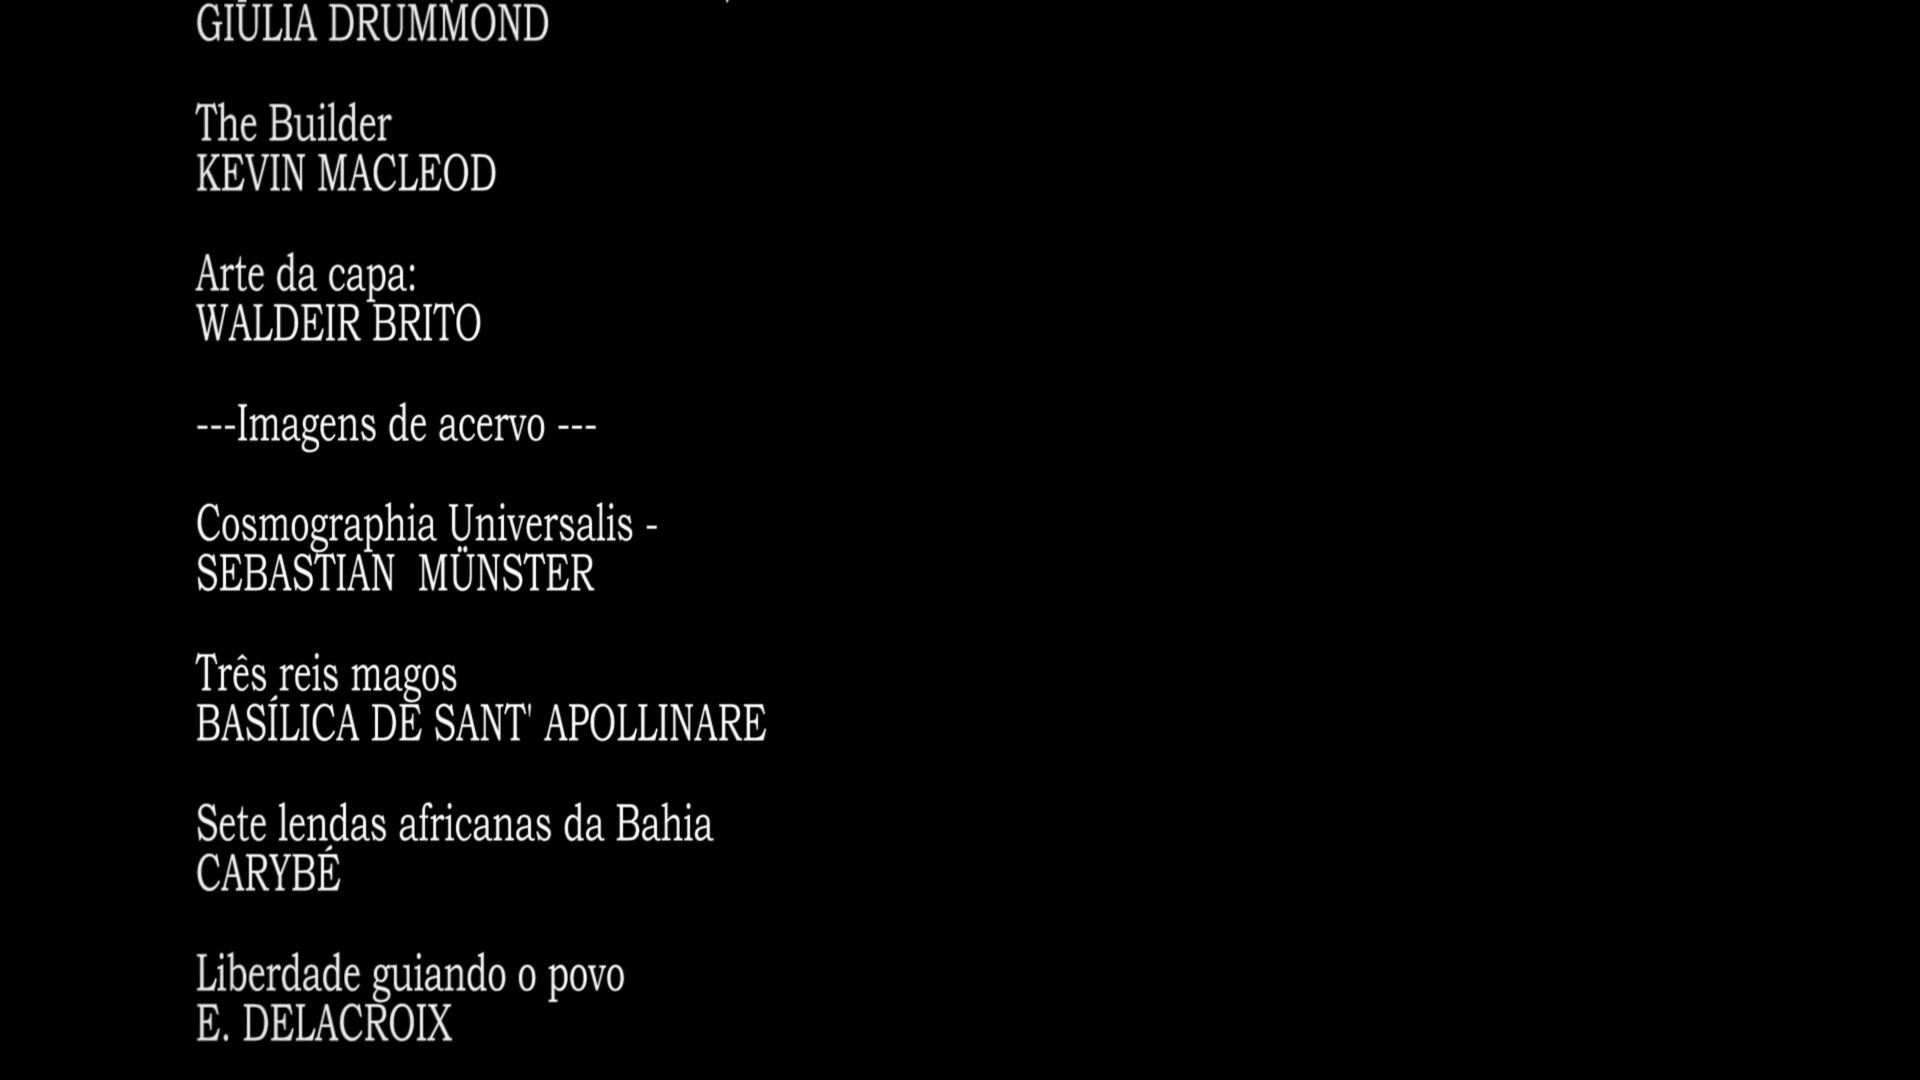 GIULIA DRUMMOND
The Builder
KEVIN MACLEOD
Arte da capa:
WALDEIR BRITO
---Imagens de acervo ---
Cosmographia Universalis -
SEBASTIAN  MÜNSTER
Três reis magos
BASÍLICA DE SANT' APOLLINARE
Sete lendas africanas da Bahia
CARYBÉ
Liberdade guiando o povo
E. DELACROIX